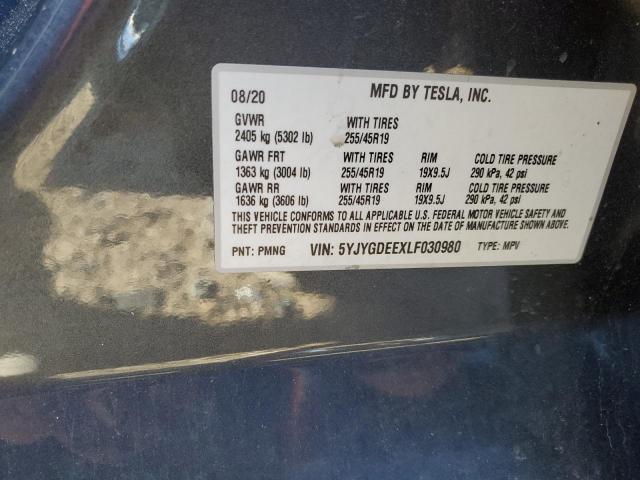 08/20 MFD BY TESLA, INC.
GVWR WITH TIRES
2405 kg (5302 lb) 255/45R19
GAWR FRT WITH TIRES RIM COLD TIRE PRESSURE
1363 kg (3004 lb) 255/45R19 19X9.5J 290 kPa, 42 psi
GAWR RR WITH TIRES RIM COLD TIRE PRESSURE
1636 kg (3606 lb) 255/45R19 19X9.5J 290 kPa, 42 psi
THIS VEHICLE CONFORMS TO ALL APPLICABLE U.S. FEDERAL MOTOR VEHICLE SAFETY AND
THEFT PREVENTION STANDARDS IN EFFECT ON THE DATE OF MANUFACTURE SHOWN ABOVE.
PNT: PMNG VIN: 5YJYGDEEXLF030980 TYPE: MPV